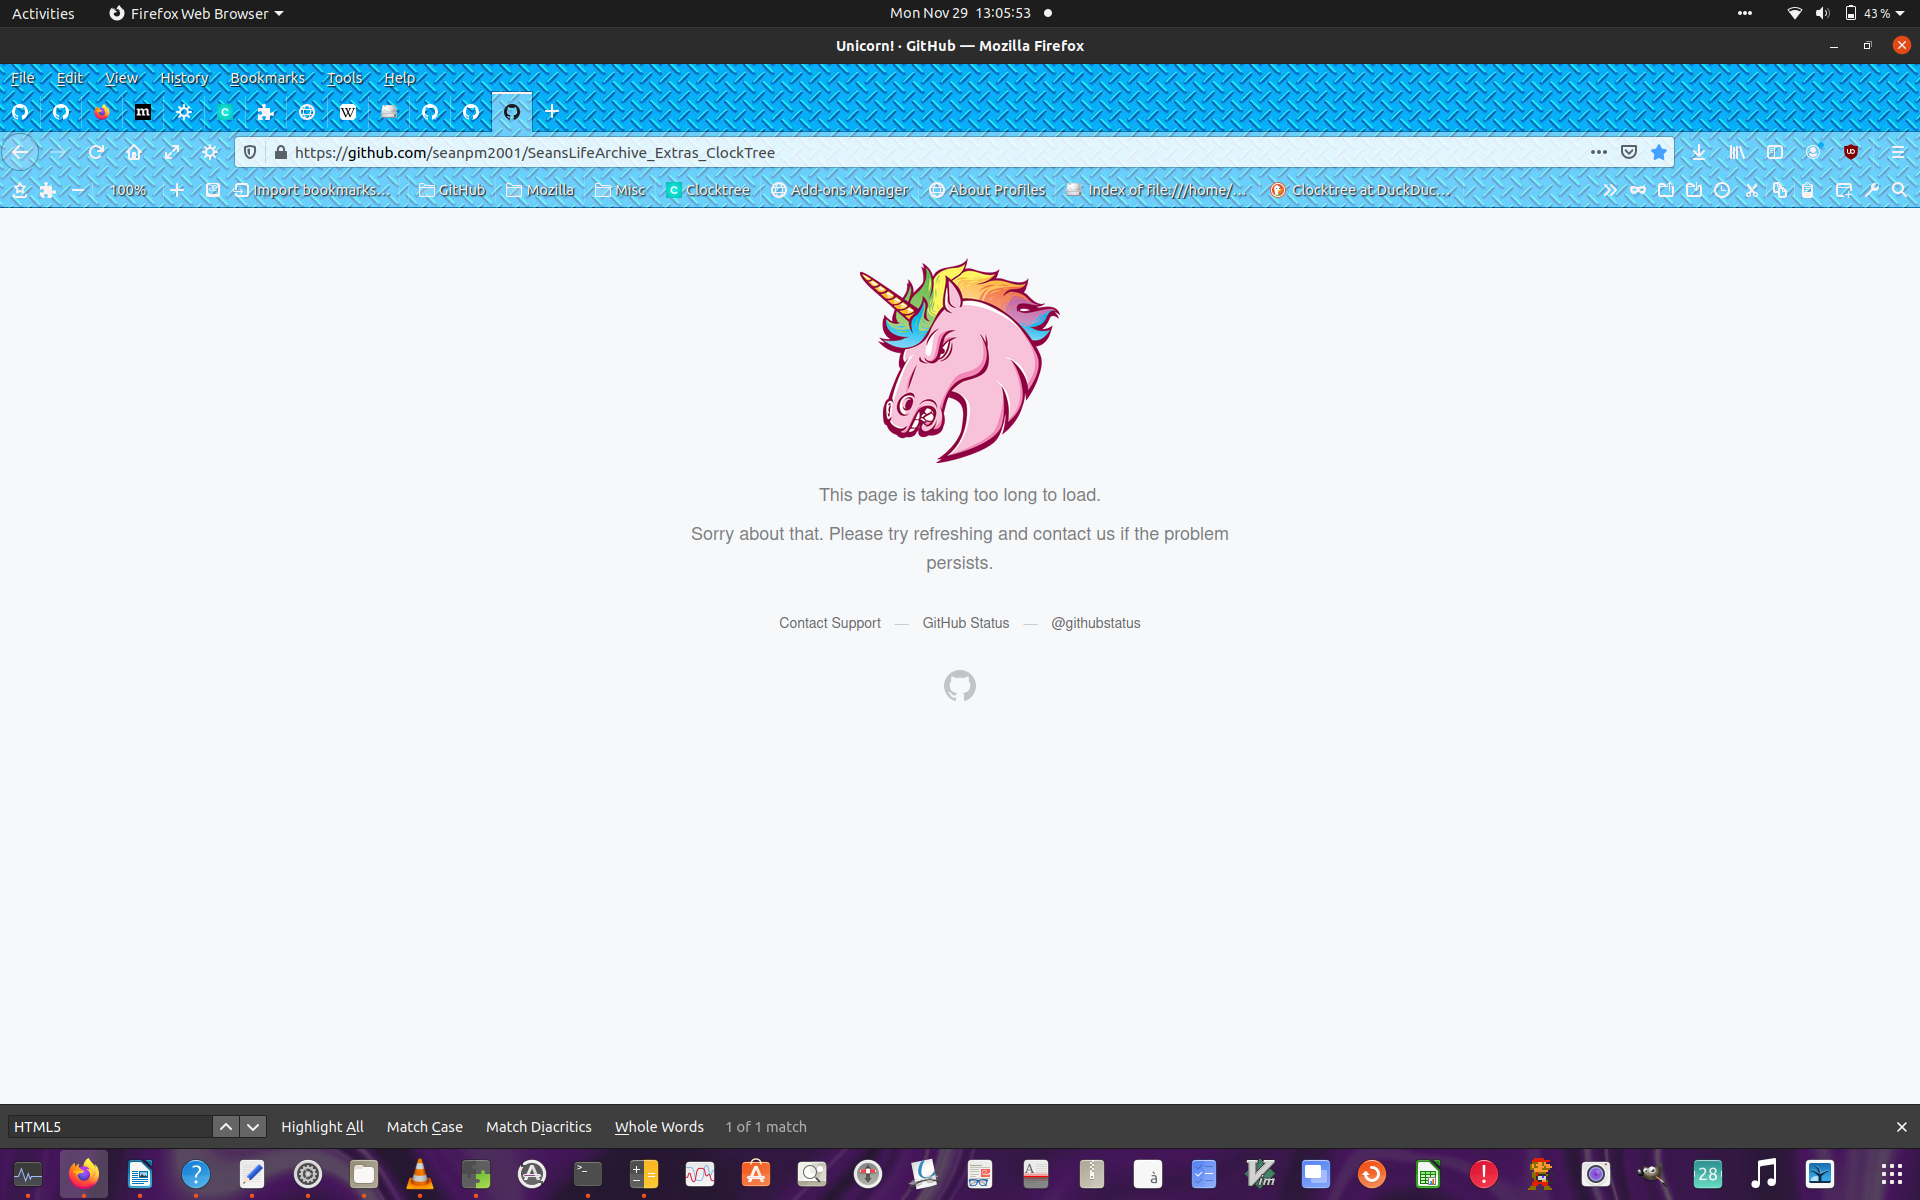 Activities
Firefox Web Browser
Mon Nov 29 13:05:53
43 %
Unicorn! · GitHub — Mozilla Firefox
File Edit View History Bookmarks Tools Help
https://github.com/seanpm2001/SeansLifeArchive_Extras_ClockTree
100%
Import bookmarks...
GitHub
Mozilla
Misc
Clocktree
Add-ons Manager
About Profiles
Index of file:///home/...
Clocktree at DuckDuc...
This page is taking too long to load.
Sorry about that. Please try refreshing and contact us if the problem
persists.
Contact Support — GitHub Status — @githubstatus
HTML5
Highlight All
Match Case
Match Diacritics
Whole Words
1 of 1 match
28